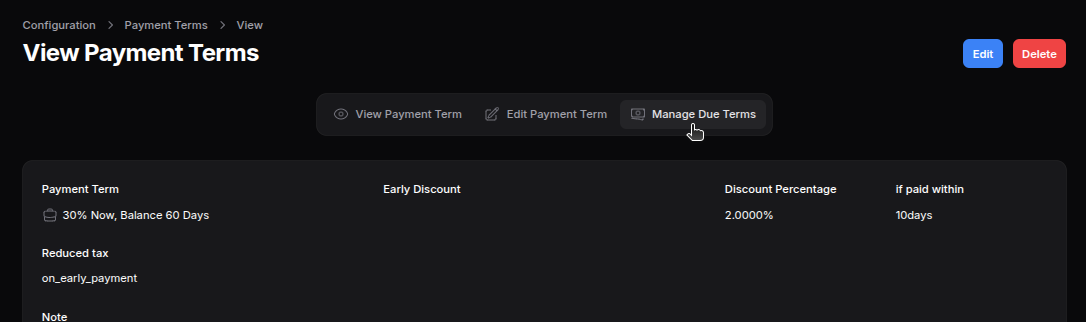 Configuration > Payment Terms > View
View Payment Terms
Edit
Delete
View Payment Term
Edit Payment Term
Manage Due Terms
Payment Term
Early Discount
Discount Percentage
if paid within
30% Now, Balance 60 Days
2.0000%
10days
Reduced tax
on_early_payment
Note